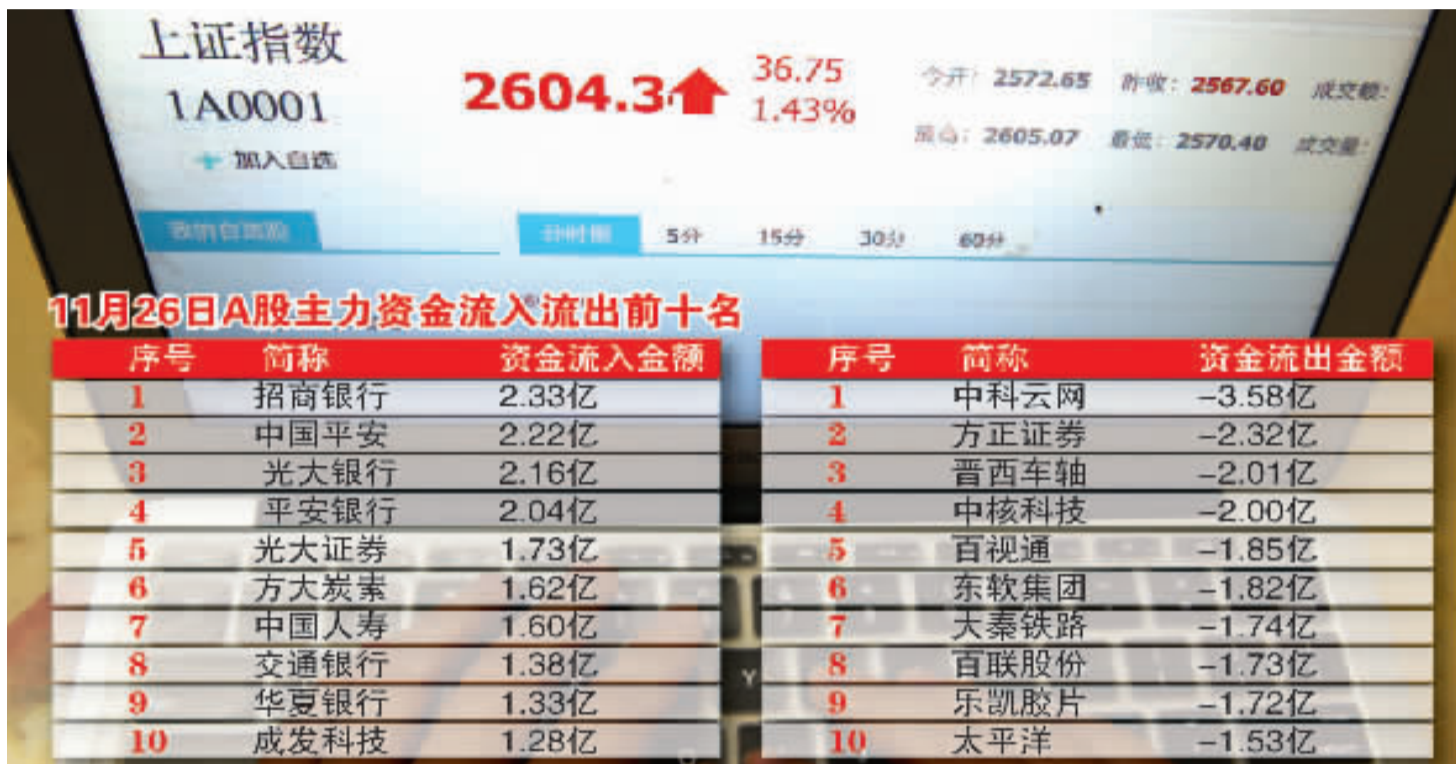 上证指数
1A0001
加入自选
2604.3
36.75
1.43%
今开: 2572.65 昨收: 2567.60 成交额:
最高: 2605.07 最低: 2570.40 成交量:
我的自选股 分时图 5分 15分 30分 60分
11月26日A股主力资金流入流出前十名
序号 简称 资金流入金额 序号 简称 资金流出金额
1 招商银行 2.33亿 1 中科云网 -3.58亿
2 中国平安 2.22亿 2 方正证券 -2.32亿
3 光大银行 2.16亿 3 晋西车轴 -2.01亿
4 平安银行 2.04亿 4 中核科技 -2.00亿
5 光大证券 1.73亿 5 百视通 -1.85亿
6 方大炭素 1.62亿 6 东软集团 -1.82亿
7 中国人寿 1.60亿 7 大秦铁路 -1.74亿
8 交通银行 1.38亿 8 百联股份 -1.73亿
9 华夏银行 1.33亿 9 乐凯胶片 -1.72亿
10 成发科技 1.28亿 10 太平洋 -1.53亿
Y